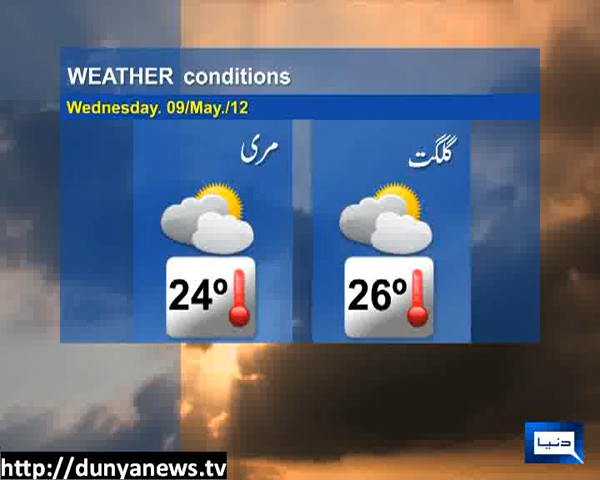 WEATHER conditions
Wednesday. 09/May./12
مری
گلگت
24º
26º
دنیا
http://dunyanews.tv